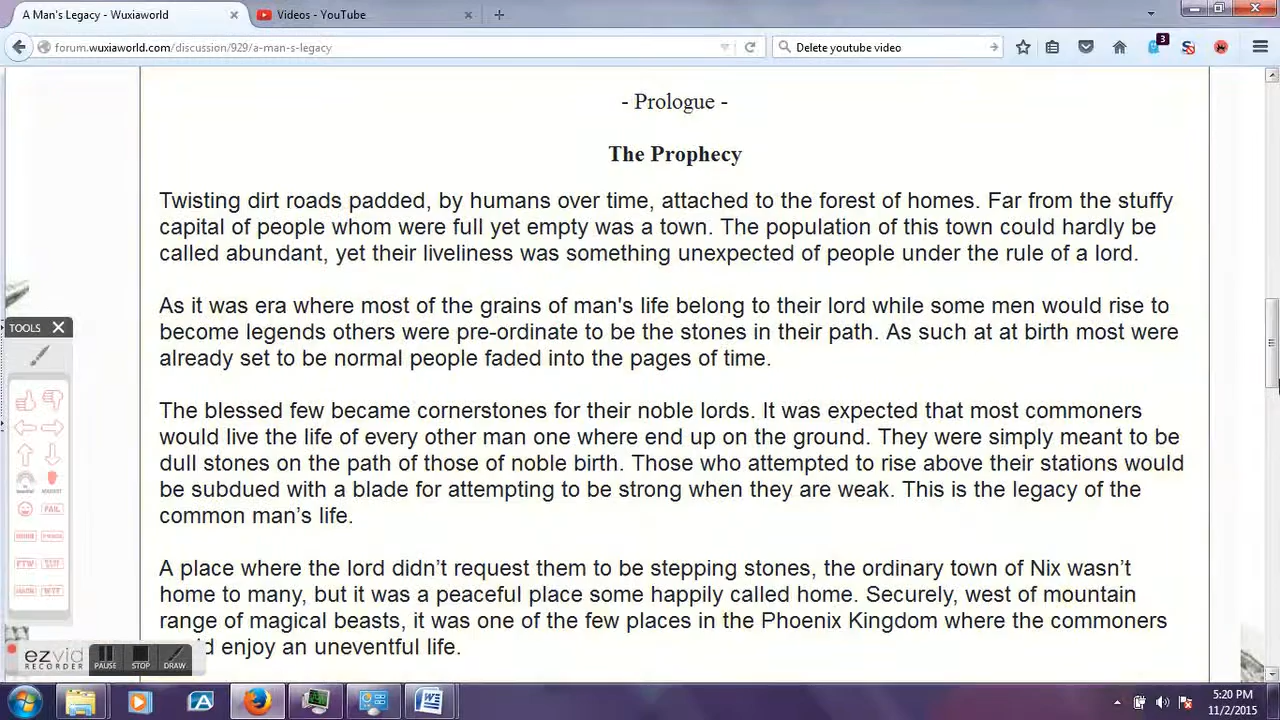 A Man's Legacy - Wuxiaworld
Videos - YouTube
forum.wuxiaworld.com/discussion/929/a-man-s-legacy
Delete youtube video
3
- Prologue -
The Prophecy
Twisting dirt roads padded, by humans over time, attached to the forest of homes. Far from the stuffy
capital of people whom were full yet empty was a town. The population of this town could hardly be
called abundant, yet their liveliness was something unexpected of people under the rule of a lord.
As it was era where most of the grains of man's life belong to their lord while some men would rise to
become legends others were pre-ordinate to be the stones in their path. As such at at birth most were
already set to be normal people faded into the pages of time.
The blessed few became cornerstones for their noble lords. It was expected that most commoners
would live the life of every other man one where end up on the ground. They were simply meant to be
dull stones on the path of those of noble birth. Those who attempted to rise above their stations would
be subdued with a blade for attempting to be strong when they are weak. This is the legacy of the
common man’s life.
A place where the lord didn’t request them to be stepping stones, the ordinary town of Nix wasn’t
home to many, but it was a peaceful place some happily called home. Securely, west of mountain
range of magical beasts, it was one of the few places in the Phoenix Kingdom where the commoners
enjoy an uneventful life.
TOOLS
FAIL
FTW
ezvid
RECORDER
PAUSE
STOP
DRAW
5:20 PM
11/2/2015